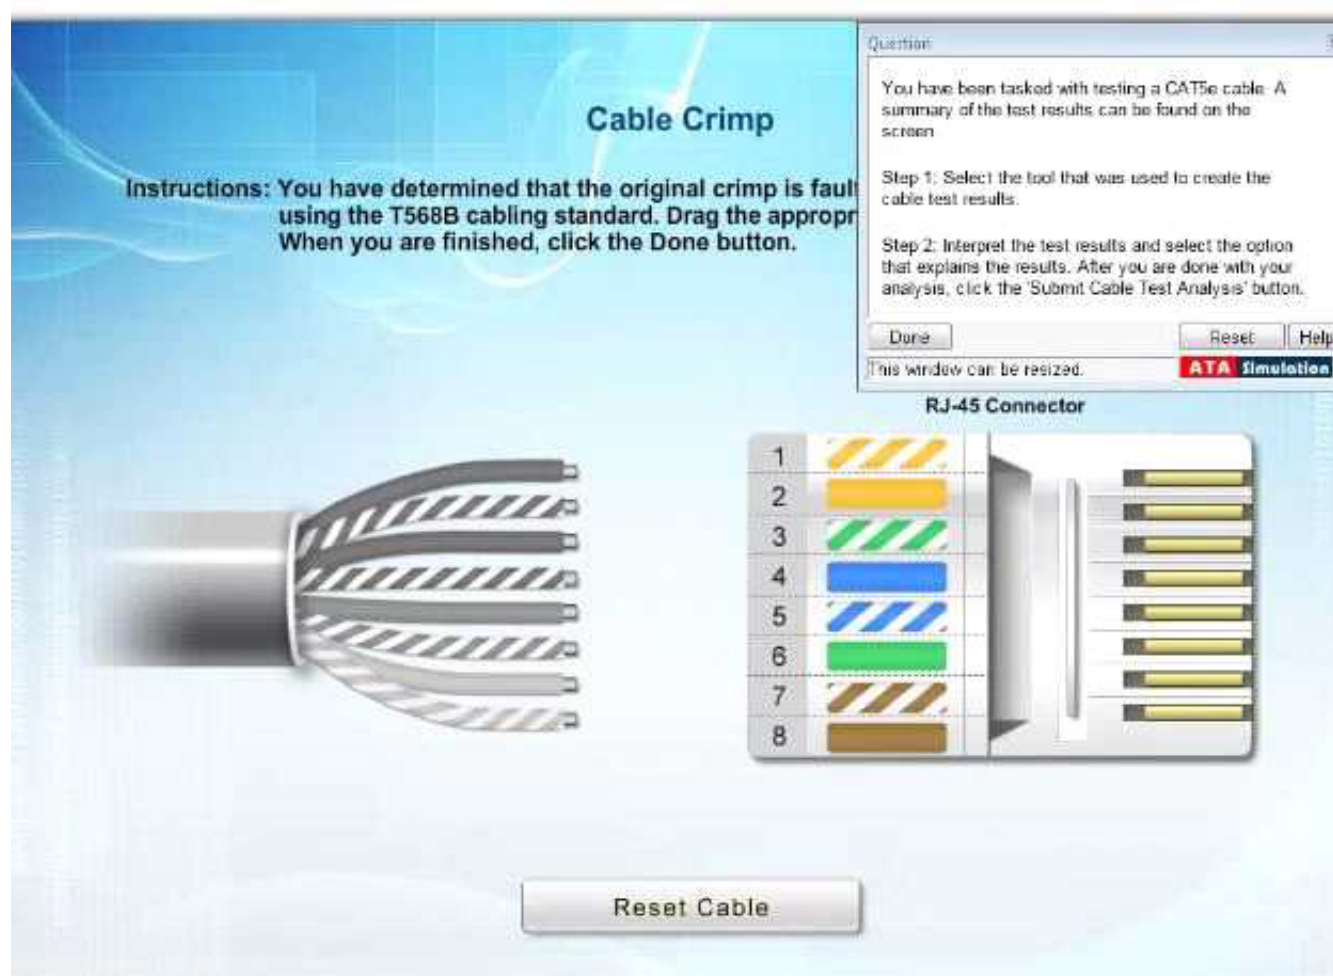 Cable Crimp
Instructions: You have determined that the original crimp is fault
using the T568B cabling standard. Drag the appropr
When you are finished, click the Done button.
Question
You have been tasked with testing a CAT5e cable. A
summary of the test results can be found on the
screen
Step 1: Select the tool that was used to create the
cable test results.
Step 2: Interpret the test results and select the option
that explains the results. After you are done with your
analysis, click the 'Submit Cable Test Analysis' button.
Done
Reset
Help
This window can be resized.
ATA Simulation
RJ-45 Connector
1
2
3
4
5
6
7
8
Reset Cable